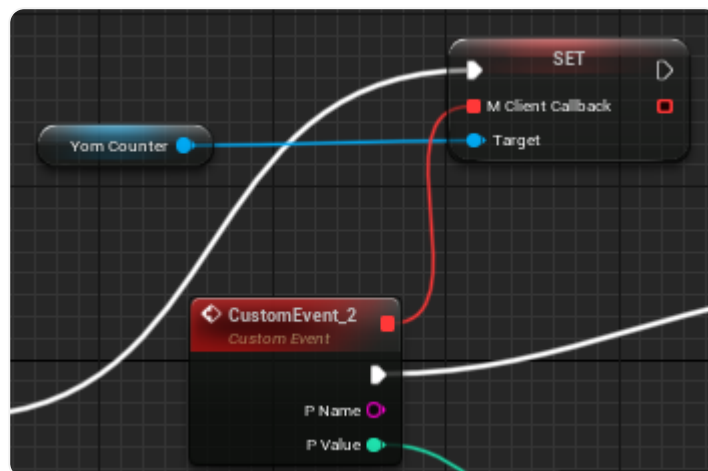 SET
M Client Callback
Yom Counter
Target
CustomEvent_2
Custom Event
P Name
P Value